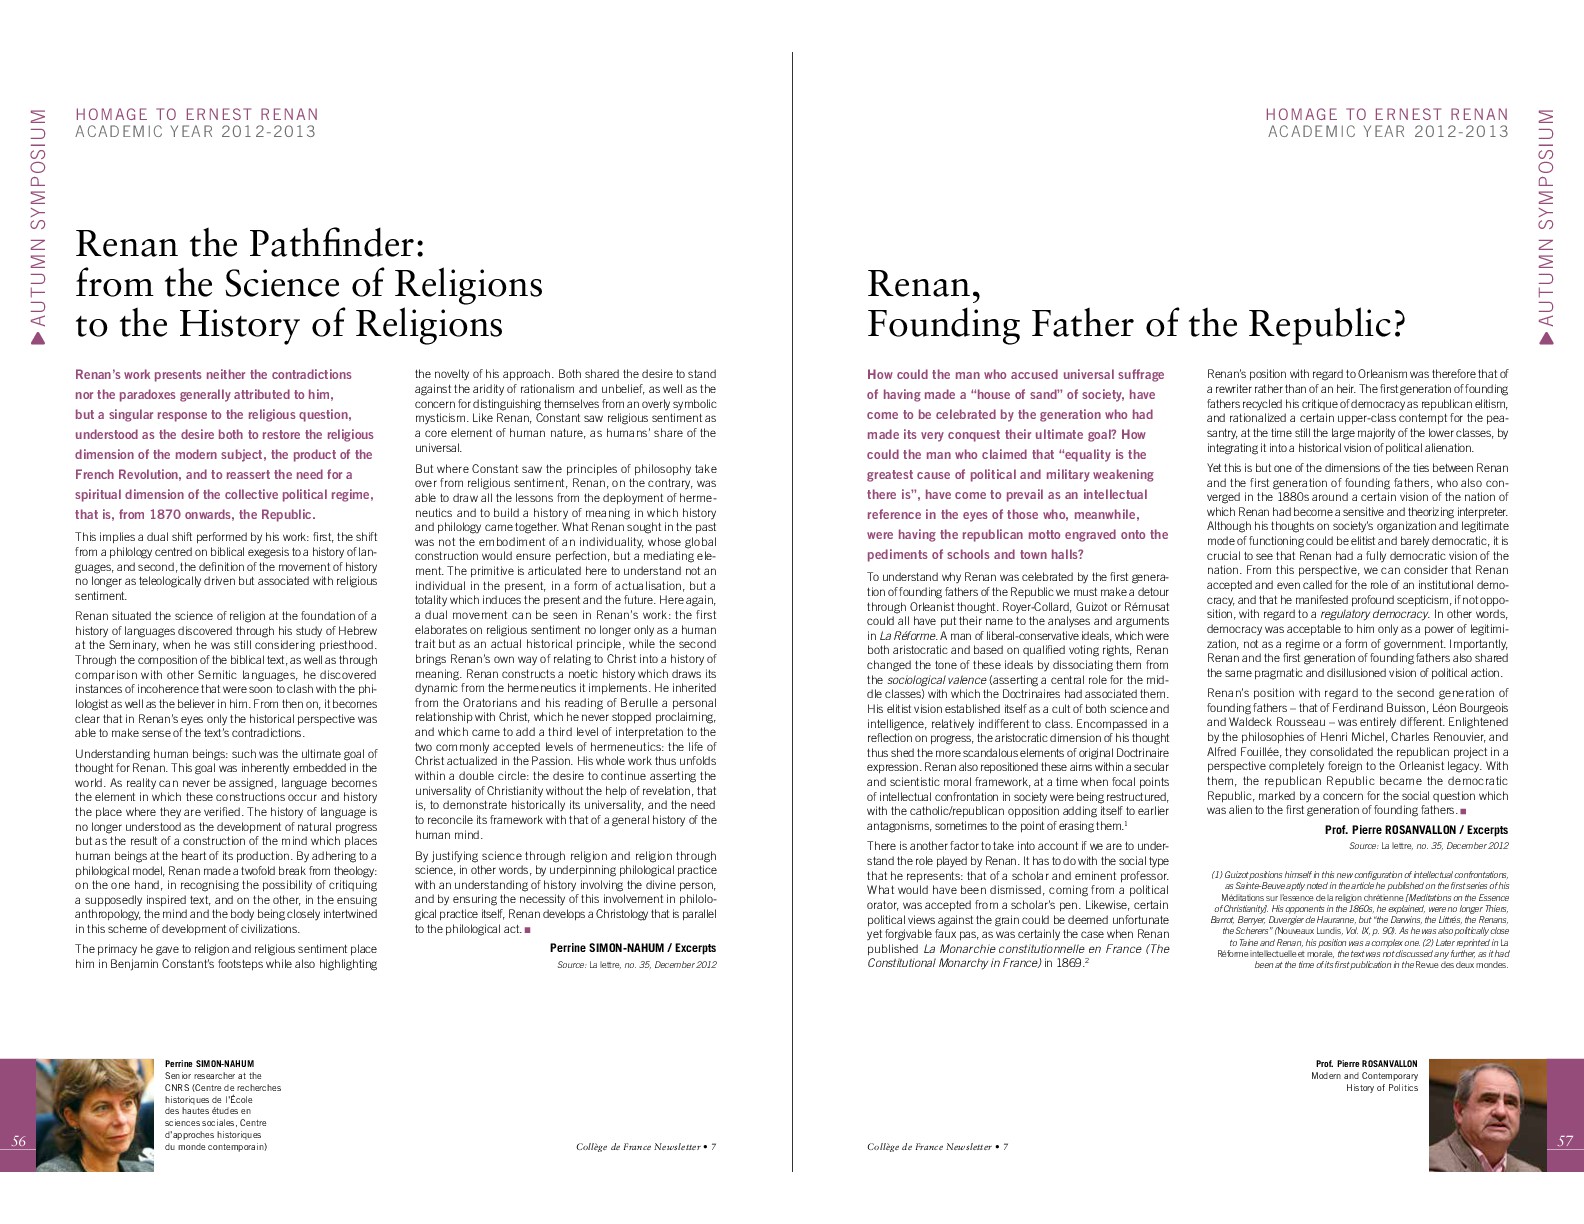 AUTUMN SYMPOSIUM
HOMAGE TO ERNEST RENAN
ACADEMIC YEAR 2012-2013
Renan the Pathfinder:
from the Science of Religions
to the History of Religions
Renan's work presents neither the contradictions
nor the paradoxes generally attributed to him,
but a singular response to the religious question,
understood as the desire both to restore the religious
dimension of the modern subject, the product of the
French Revolution, and to reassert the need for a
spiritual dimension of the collective political regime,
that is, from 1870 onwards, the Republic.
This implies a dual shift performed by his work: first, the shift
from a philology centred on biblical exegesis to a history of lan-
guages, and second, the definition of the movement of history
no longer as teleologically driven but associated with religious
sentiment.
Renan situated the science of religion at the foundation of a
history of languages discovered through his study of Hebrew
at the Seminary, when he was still considering priesthood.
Through the composition of the biblical text, as well as through
comparison with other Semitic languages, he discovered
instances of incoherence that were soon to clash with the phi-
lologist as well as the believer in him. From then on, it becomes
clear that in Renan's eyes only the historical perspective was
able to make sense of the text's contradictions.
Understanding human beings: such was the ultimate goal of
thought for Renan. This goal was inherently embedded in the
world. As reality can never be assigned, language becomes
the element in which these constructions occur and history
the place where they are verified. The history of language is
no longer understood as the development of natural progress
but as the result of a construction of the mind which places
human beings at the heart of its production. By adhering to a
philological model, Renan made a twofold break from theology:
on the one hand, in recognising the possibility of critiquing
a supposedly inspired text, and on the other, in the ensuing
anthropology, the mind and the body being closely intertwined
in this scheme of development of civilizations.
The primacy he gave to religion and religious sentiment place
him in Benjamin Constant's footsteps while also highlighting
the novelty of his approach. Both shared the desire to stand
against the aridity of rationalism and unbelief, as well as the
concern for distinguishing themselves from an overly symbolic
mysticism. Like Renan, Constant saw religious sentiment as
a core element of human nature, as humans' share of the
universal.
But where Constant saw the principles of philosophy take
over from religious sentiment, Renan, on the contrary, was
able to draw all the lessons from the deployment of herme-
neutics and to build a history of meaning in which history
and philology came together. What Renan sought in the past
was not the embodiment of an individuality, whose global
construction would ensure perfection, but a mediating ele-
ment. The primitive is articulated here to understand not an
individual in the present, in a form of actualisation, but a
totality which induces the present and the future. Here again,
a dual movement can be seen in Renan's work: the first
elaborates on religious sentiment no longer only as a human
trait but as an actual historical principle, while the second
brings Renan's own way of relating to Christ into a history of
meaning. Renan constructs a noetic history which draws its
dynamic from the hermeneutics it implements. He inherited
from the Oratorians and his reading of Berulle a personal
relationship with Christ, which he never stopped proclaiming,
and which came to add a third level of interpretation to the
two commonly accepted levels of hermeneutics: the life of
Christ actualized in the Passion. His whole work thus unfolds
within a double circle: the desire to continue asserting the
universality of Christianity without the help of revelation, that
is, to demonstrate historically its universality, and the need
to reconcile its framework with that of a general history of the
human mind.
By justifying science through religion and religion through
science, in other words, by underpinning philological practice
with an understanding of history involving the divine person,
and by ensuring the necessity of this involvement in philolo-
gical practice itself, Renan develops a Christology that is parallel
to the philological act. ■
Perrine SIMON-NAHUM / Excerpts
Source: La lettre, no. 35, December 2012
Perrine SIMON-NAHUM
Senior researcher at the
CNRS (Centre de recherches
historiques de l'École
des hautes études en
sciences sociales, Centre
d'approches historiques
du monde contemporain)
56
Collège de France Newsletter • 7
HOMAGE TO ERNEST RENAN
ACADEMIC YEAR 2012-2013
AUTUMN SYMPOSIUM
Renan,
Founding Father of the Republic?
How could the man who accused universal suffrage
of having made a “house of sand” of society, have
come to be celebrated by the generation who had
made its very conquest their ultimate goal? How
could the man who claimed that “equality is the
greatest cause of political and military weakening
there is”, have come to prevail as an intellectual
reference in the eyes of those who, meanwhile,
were having the republican motto engraved onto the
pediments of schools and town halls?
To understand why Renan was celebrated by the first genera-
tion of founding fathers of the Republic we must make a detour
through Orleanist thought. Royer-Collard, Guizot or Rémusat
could all have put their name to the analyses and arguments
in La Réforme. A man of liberal-conservative ideals, which were
both aristocratic and based on qualified voting rights, Renan
changed the tone of these ideals by dissociating them from
the sociological valence (asserting a central role for the mid-
dle classes) with which the Doctrinaires had associated them.
His elitist vision established itself as a cult of both science and
intelligence, relatively indifferent to class. Encompassed in a
reflection on progress, the aristocratic dimension of his thought
thus shed the more scandalous elements of original Doctrinaire
expression. Renan also repositioned these aims within a secular
and scientistic moral framework, at a time when focal points
of intellectual confrontation in society were being restructured,
with the catholic/republican opposition adding itself to earlier
antagonisms, sometimes to the point of erasing them.1
There is another factor to take into account if we are to under-
stand the role played by Renan. It has to do with the social type
that he represents: that of a scholar and eminent professor.
What would have been dismissed, coming from a political
orator, was accepted from a scholar's pen. Likewise, certain
political views against the grain could be deemed unfortunate
yet forgivable faux pas, as was certainly the case when Renan
published La Monarchie constitutionnelle en France (The
Constitutional Monarchy in France) in 1869.2
Renan's position with regard to Orleanism was therefore that of
a rewriter rather than of an heir. The first generation of founding
fathers recycled his critique of democracy as republican elitism,
and rationalized a certain upper-class contempt for the pea-
santry, at the time still the large majority of the lower classes, by
integrating it into a historical vision of political alienation.
Yet this is but one of the dimensions of the ties between Renan
and the first generation of founding fathers, who also con-
verged in the 1880s around a certain vision of the nation of
which Renan had become a sensitive and theorizing interpreter.
Although his thoughts on society's organization and legitimate
mode of functioning could be elitist and barely democratic, it is
crucial to see that Renan had a fully democratic vision of the
nation. From this perspective, we can consider that Renan
accepted and even called for the role of an institutional demo-
cracy, and that he manifested profound scepticism, if not oppo-
sition, with regard to a regulatory democracy. In other words,
democracy was acceptable to him only as a power of legitimi-
zation, not as a regime or a form of government. Importantly,
Renan and the first generation of founding fathers also shared
the same pragmatic and disillusioned vision of political action.
Renan's position with regard to the second generation of
founding fathers – that of Ferdinand Buisson, Léon Bourgeois
and Waldeck Rousseau – was entirely different. Enlightened
by the philosophies of Henri Michel, Charles Renouvier, and
Alfred Fouillée, they consolidated the republican project in a
perspective completely foreign to the Orleanist legacy. With
them, the republican Republic became the democratic
Republic, marked by a concern for the social question which
was alien to the first generation of founding fathers. ■
Prof. Pierre ROSANVALLON / Excerpts
Source: La lettre, no. 35, December 2012
(1) Guizot positions himself in this new configuration of intellectual confrontations,
as Sainte-Beuve aptly noted in the article he published on the first series of his
Méditations sur l'essence de la religion chrétienne [Meditations on the Essence
of Christianity]. His opponents in the 1860s, he explained, were no longer Thiers,
Barrot, Berryer, Duvergier de Hauranne, but “the Darwins, the Littrés, the Renans,
the Scherers” (Nouveaux Lundis, Vol. IX, p. 90). As he was also politically close
to Taine and Renan, his position was a complex one. (2) Later reprinted in La
Réforme intellectuelle et morale, the text was not discussed any further, as it had
been at the time of its first publication in the Revue des deux mondes.
Prof. Pierre ROSANVALLON
Modern and Contemporary
History of Politics
Collège de France Newsletter • 7
57